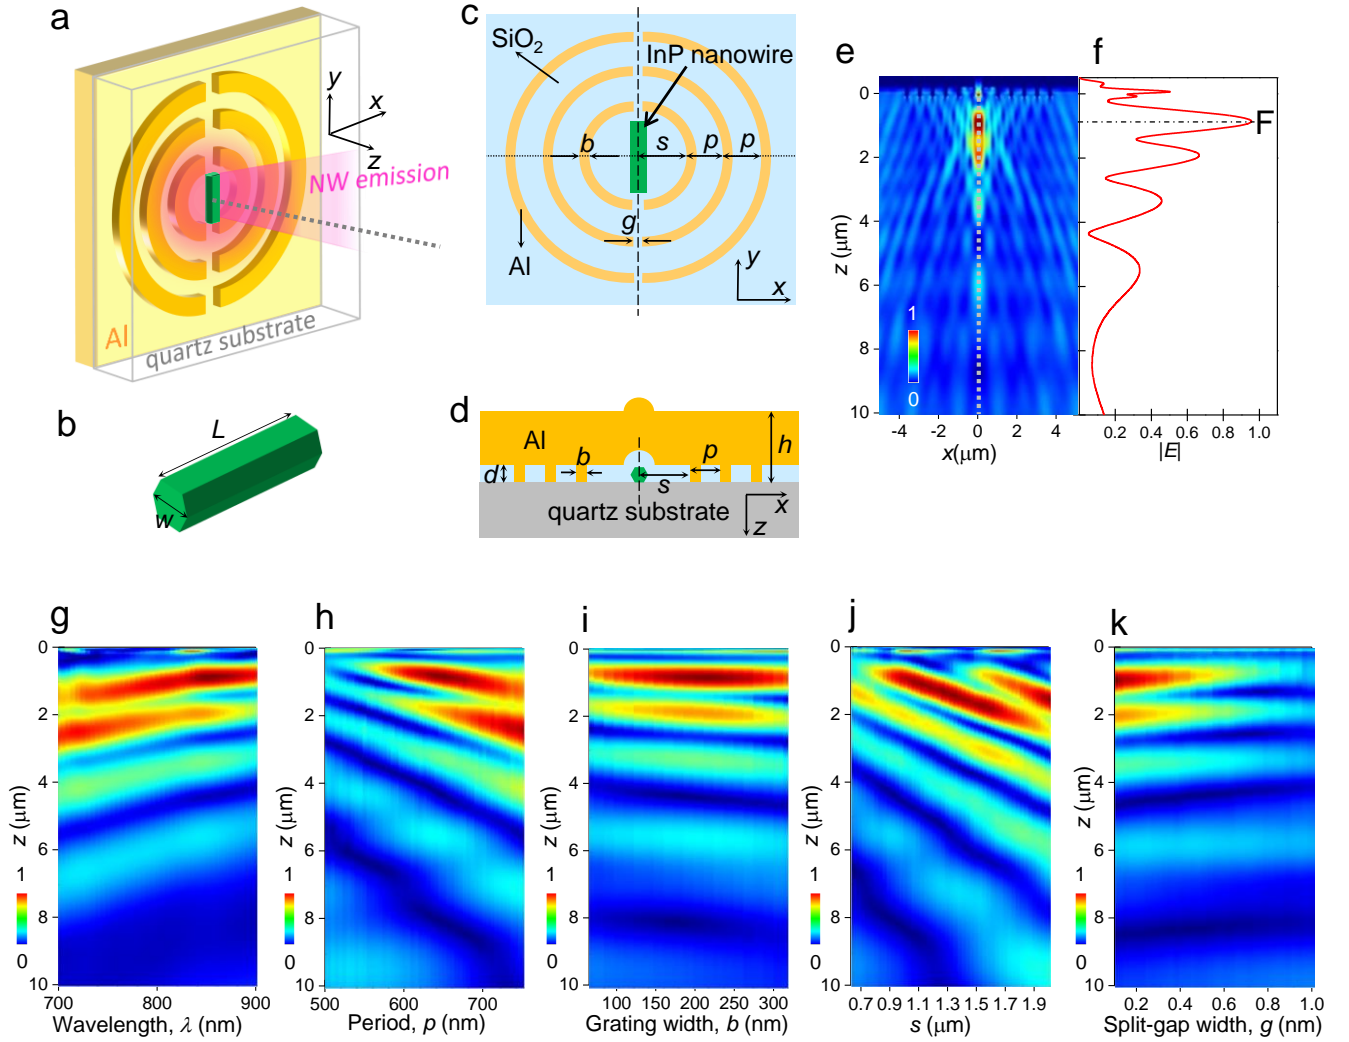 a
y
x
z
NW emission
Al
quartz substrate
b
L
w
c
SiO2
InP nanowire
b
s
p
p
g
Al
y
x
d
Al
h
d
b
p
s
quartz substrate
x
z
e
z (μm)
0
2
4
6
8
10
1
0
-4 -2 0 2 4
x(μm)
f
F
0.2 0.4 0.6 0.8 1.0
|E|
g
z (μm)
0
2
4
6
8
10
1
0
700 800 900
Wavelength, λ (nm)
h
z (μm)
0
2
4
6
8
10
1
0
500 600 700
Period, p (nm)
i
z (μm)
0
2
4
6
8
10
1
0
100 150 200 250 300
Grating width, b (nm)
j
z (μm)
0
2
4
6
8
10
1
0
0.7 0.9 1.1 1.3 1.5 1.7 1.9
s (μm)
k
z (μm)
0
2
4
6
8
10
1
0
0.2 0.4 0.6 0.8 1.0
Split-gap width, g (nm)